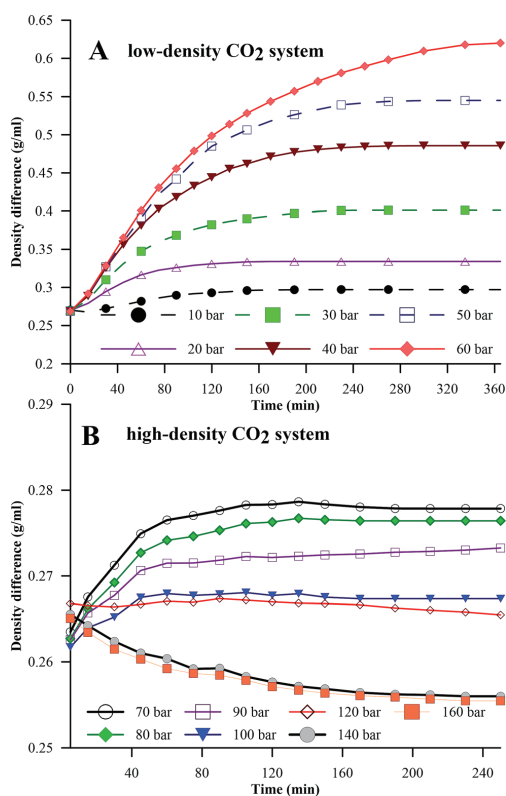 0.65
A low-density CO2 system
0.6
0.55
0.5
0.45
0.4
0.35
0.3
0.25
0.2
Density difference (g/ml)
10 bar 30 bar 50 bar
20 bar 40 bar 60 bar
0 40 80 120 160 200 240 280 320 360
Time (min)
0.29
B high-density CO2 system
0.28
0.27
0.26
0.25
Density difference (g/ml)
70 bar 90 bar 120 bar 160 bar
80 bar 100 bar 140 bar
40 80 120 160 200 240
Time (min)